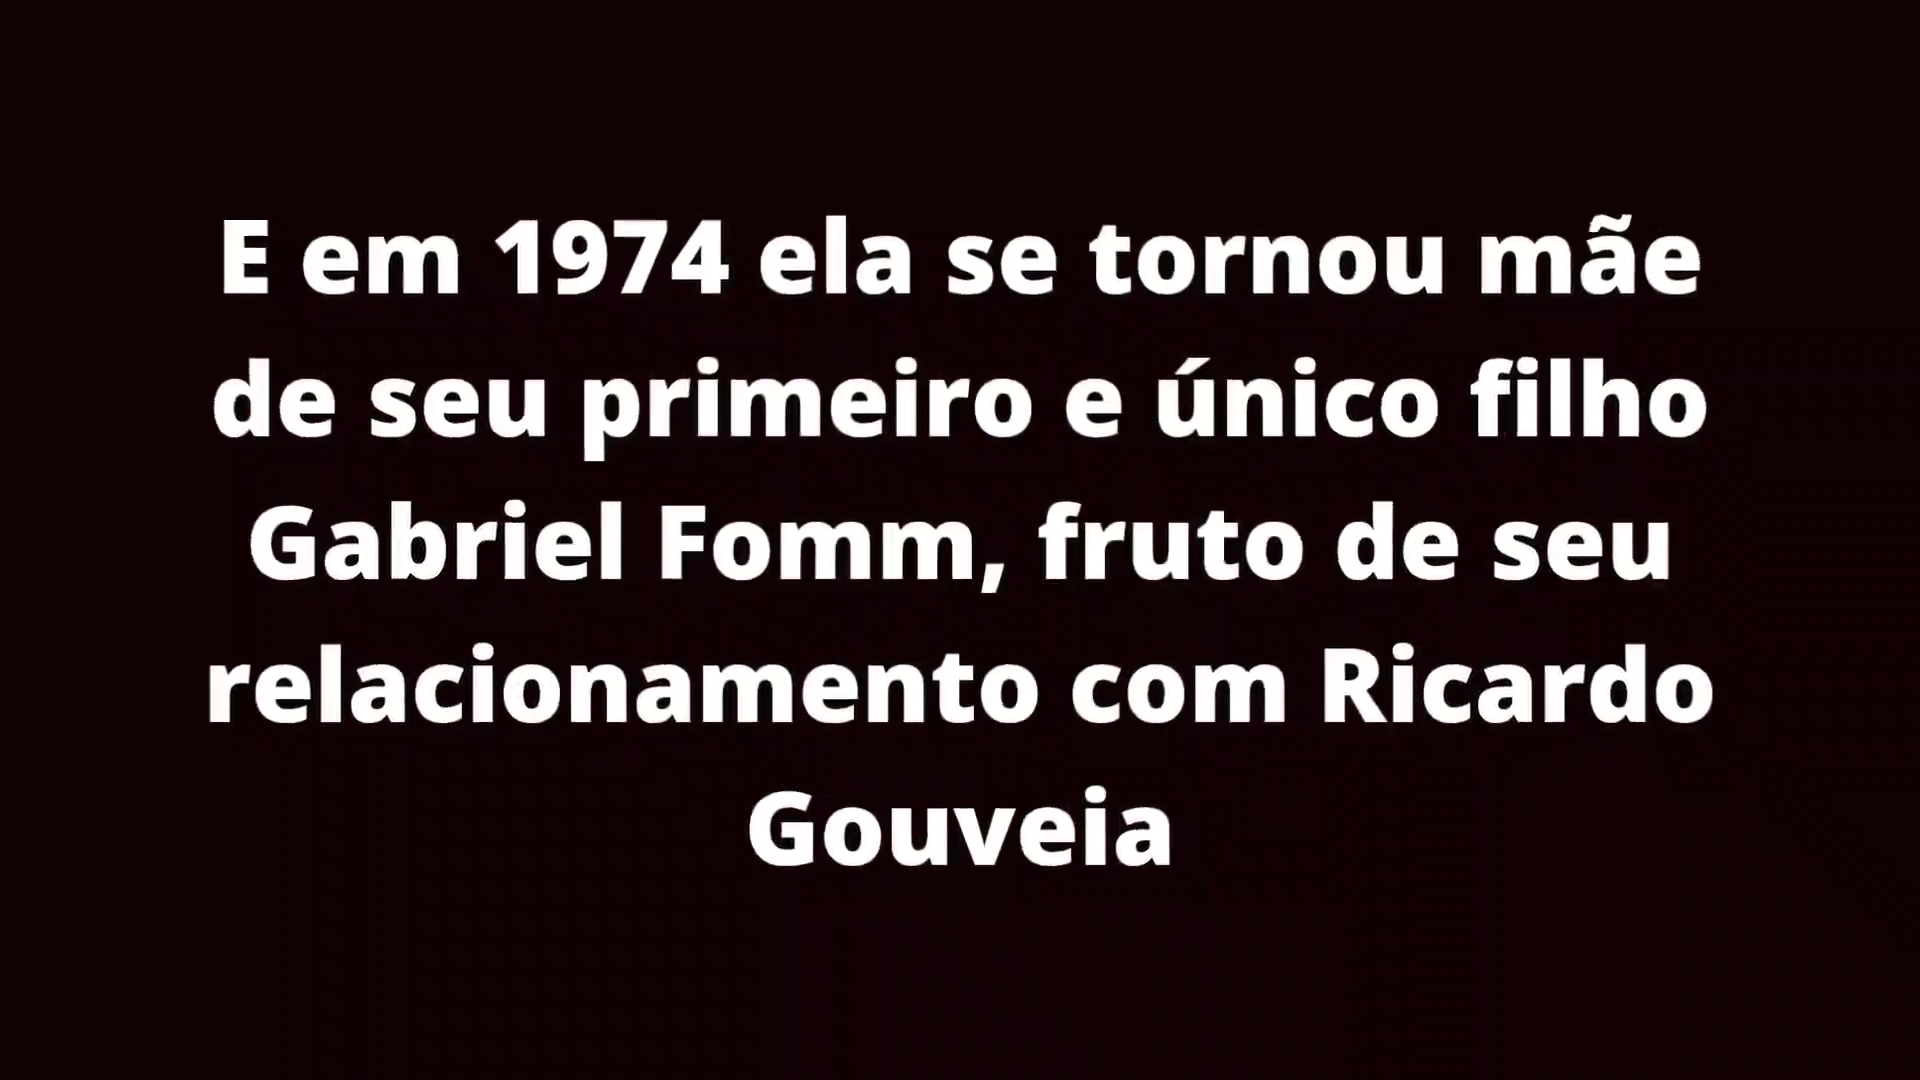 E em 1974 ela se tornou mãe
de seu primeiro e único filho
Gabriel Fomm, fruto de seu
relacionamento com Ricardo
Gouveia